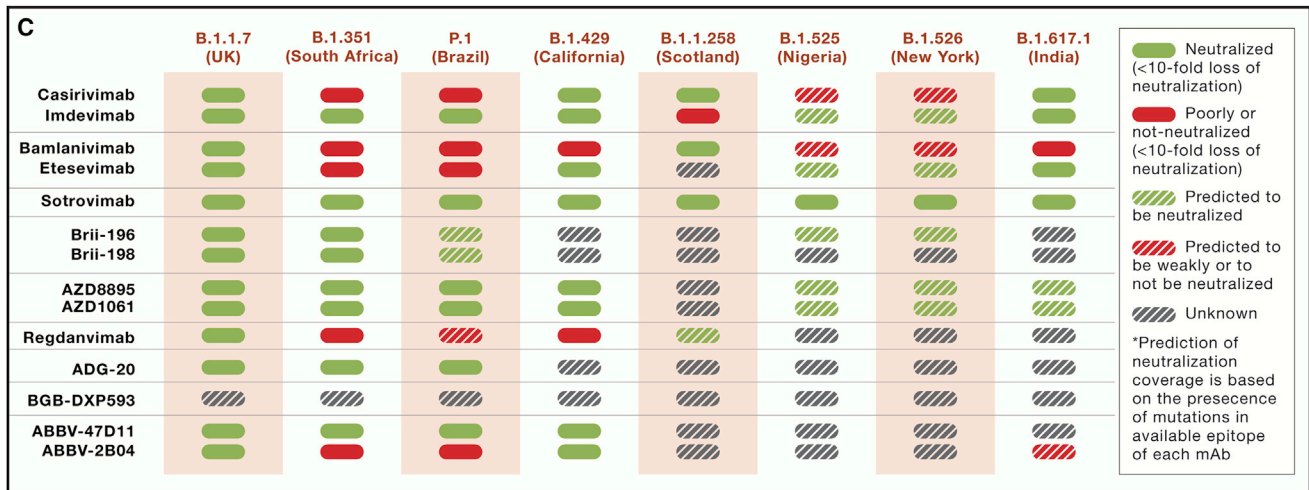 C
B.1.1.7 B.1.351 P.1 B.1.429 B.1.1.258 B.1.525 B.1.526 B.1.617.1
(UK) (South Africa) (Brazil) (California) (Scotland) (Nigeria) (New York) (India)
Casirivimab
Imdevimab
Bamlanivimab
Etesevimab
Sotrovimab
Brii-196
Brii-198
AZD8895
AZD1061
Regdanvimab
ADG-20
BGB-DXP593
ABBV-47D11
ABBV-2B04
Neutralized
(<10-fold loss of
neutralization)
Poorly or
not-neutralized
(<10-fold loss of
neutralization)
Predicted to
be neutralized
Predicted to
be weakly or to
not be neutralized
Unknown
*Prediction of
neutralization
coverage is based
on the presecence
of mutations in
available epitope
of each mAb